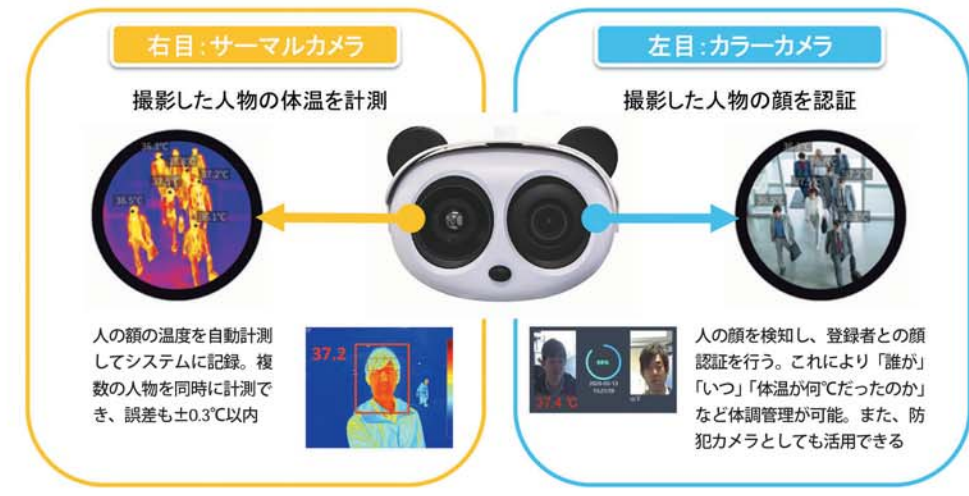 右目:サーマルカメラ
撮影した人物の体温を計測
36.5℃
人の額の温度を自動計測
してシステムに記録。複
数の人物を同時に計測で
き、誤差も±0.3℃以内
37.2
左目:カラーカメラ
撮影した人物の顔を認証
37.4 ℃
人の顔を検知し、登録者との顔
認証を行う。これにより「誰が」
「いつ」「体温が何℃だったのか」
など体調管理が可能。また、防
犯カメラとしても活用できる